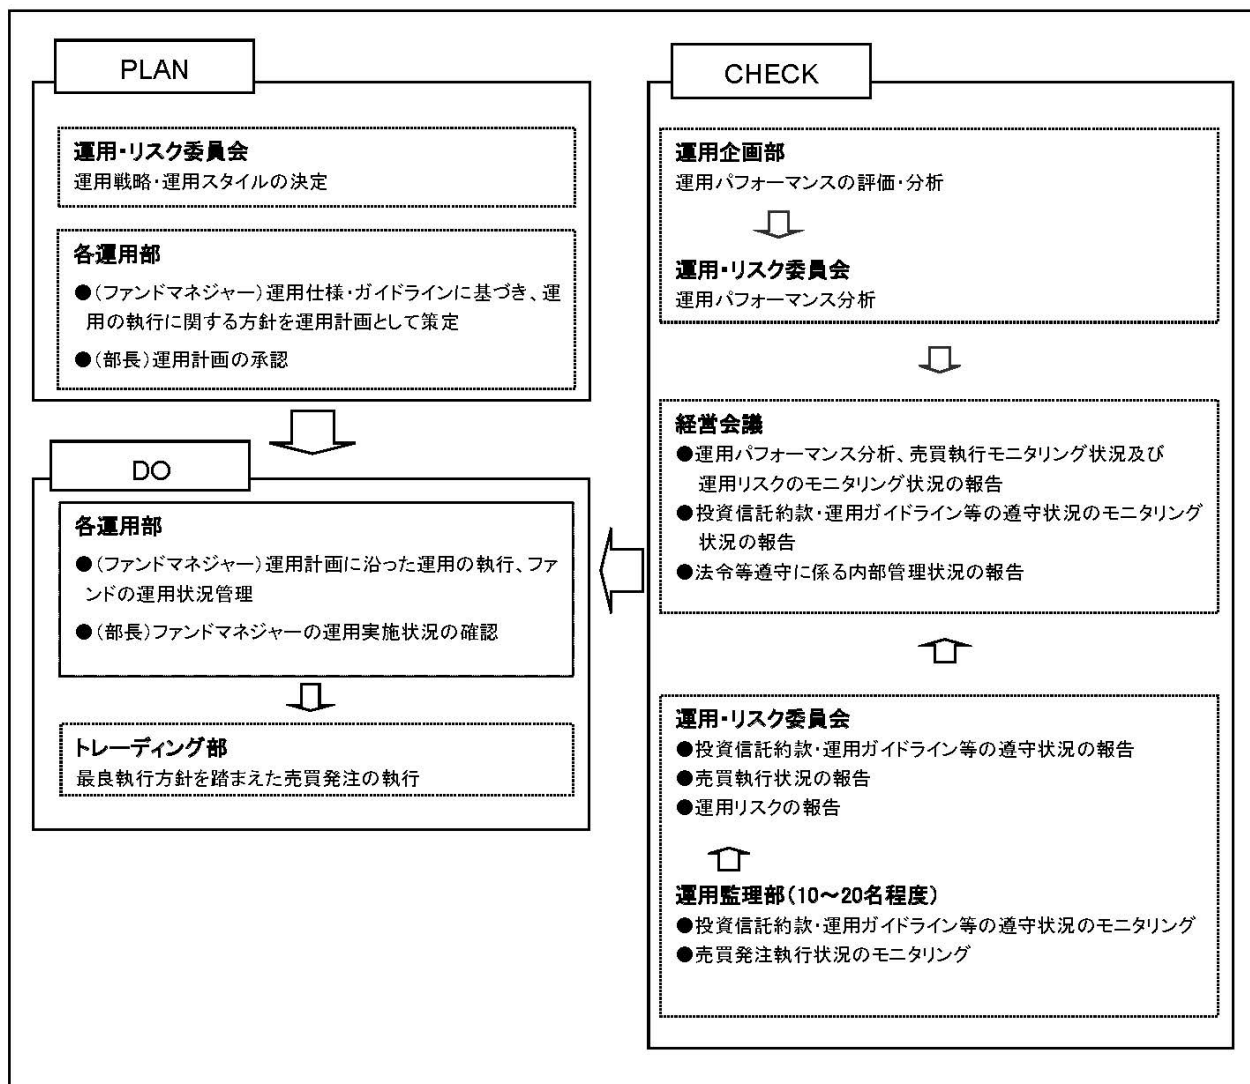 PLAN
運用・リスク委員会
運用戦略・運用スタイルの決定
各運用部
●(ファンドマネジャー)運用仕様・ガイドラインに基づき、運
用の執行に関する方針を運用計画として策定
●(部長)運用計画の承認
DO
各運用部
●(ファンドマネジャー)運用計画に沿った運用の執行、ファ
ンドの運用状況管理
●(部長)ファンドマネジャーの運用実施状況の確認
トレーディング部
最良執行方針を踏まえた売買発注の執行
CHECK
運用企画部
運用パフォーマンスの評価・分析
運用・リスク委員会
運用パフォーマンス分析
経営会議
●運用パフォーマンス分析、売買執行モニタリング状況及び
運用リスクのモニタリング状況の報告
●投資信託約款・運用ガイドライン等の遵守状況のモニタリング
状況の報告
●法令等遵守に係る内部管理状況の報告
運用・リスク委員会
●投資信託約款・運用ガイドライン等の遵守状況の報告
●売買執行状況の報告
●運用リスクの報告
運用監理部(10～20名程度)
●投資信託約款・運用ガイドライン等の遵守状況のモニタリング
●売買発注執行状況のモニタリング